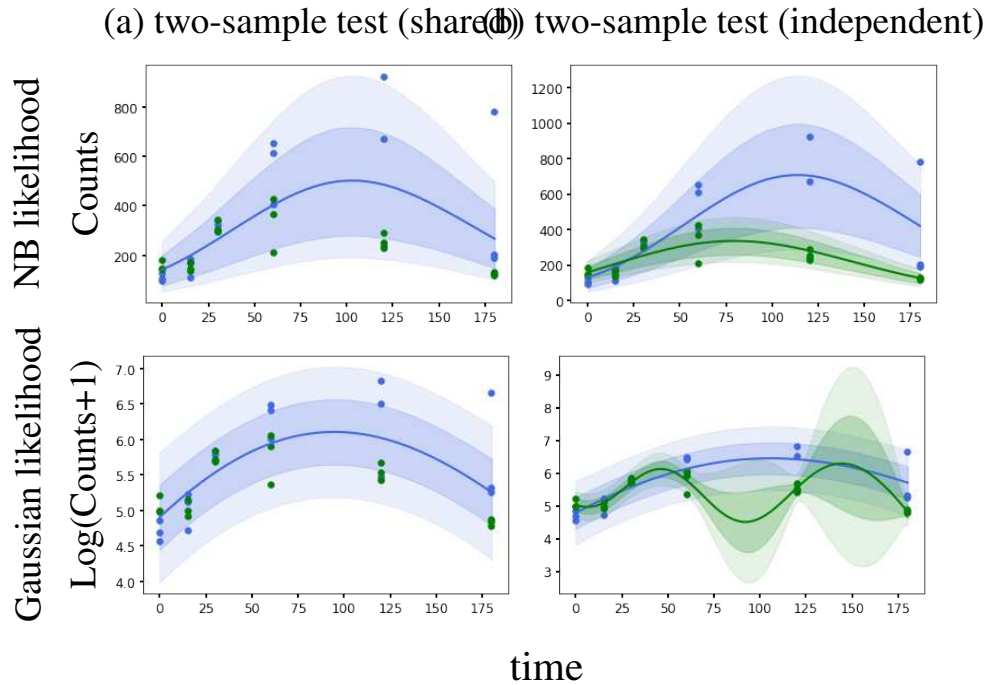 (a) two-sample test (shared)
(b) two-sample test (independent)
NB likelihood
Counts
800
600
400
200
0 25 50 75 100 125 150 175
1200
1000
800
600
400
200
0
0 25 50 75 100 125 150 175
Gaussian likelihood
Log(Counts+1)
7.0
6.5
6.0
5.5
5.0
4.5
4.0
0 25 50 75 100 125 150 175
9
8
7
6
5
4
3
0 25 50 75 100 125 150 175
time